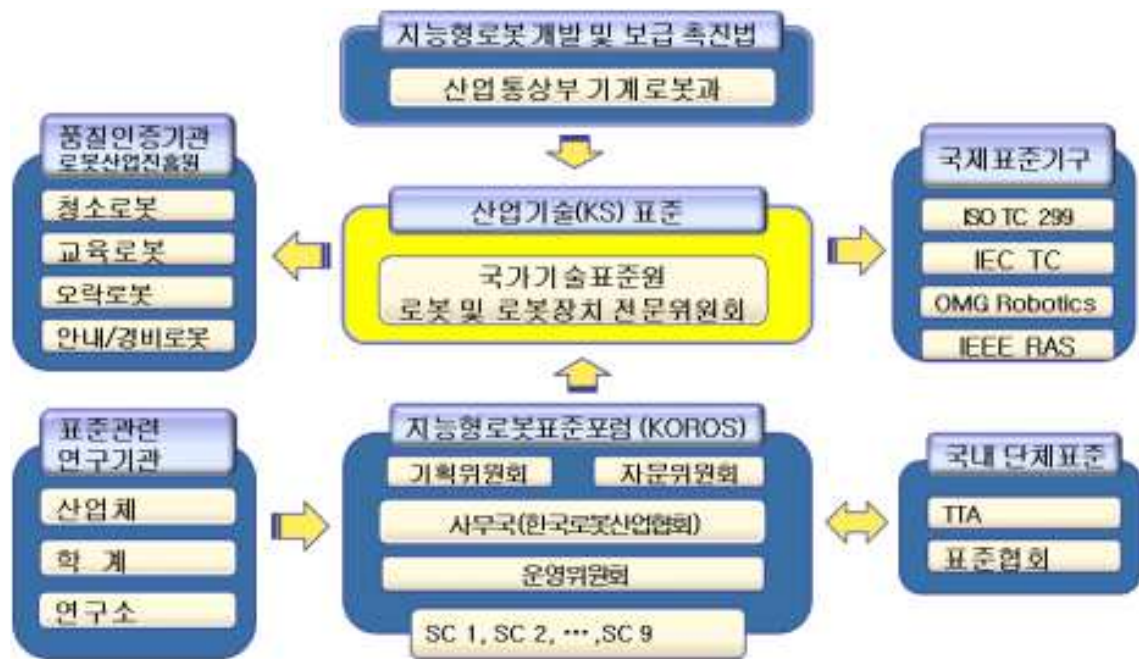 지능형로봇 개발 및 보급 촉진법
산업통상부 기계로봇과
품질인증기관
로봇산업진흥원
청소로봇
교육로봇
오락로봇
안내/경비로봇
산업기술(KS) 표준
국가기술표준원
로봇 및 로봇장치 전문위원회
국제표준기구
ISO TC 299
IEC TC
OMG Robotics
IEEE RAS
표준관련
연구기관
산업체
학 계
연구소
지능형로봇표준포럼 (KOROS)
기획위원회
자문위원회
사무국(한국로봇산업협회)
운영위원회
SC 1, SC 2, ···,SC 9
국내 단체표준
TTA
표준협회